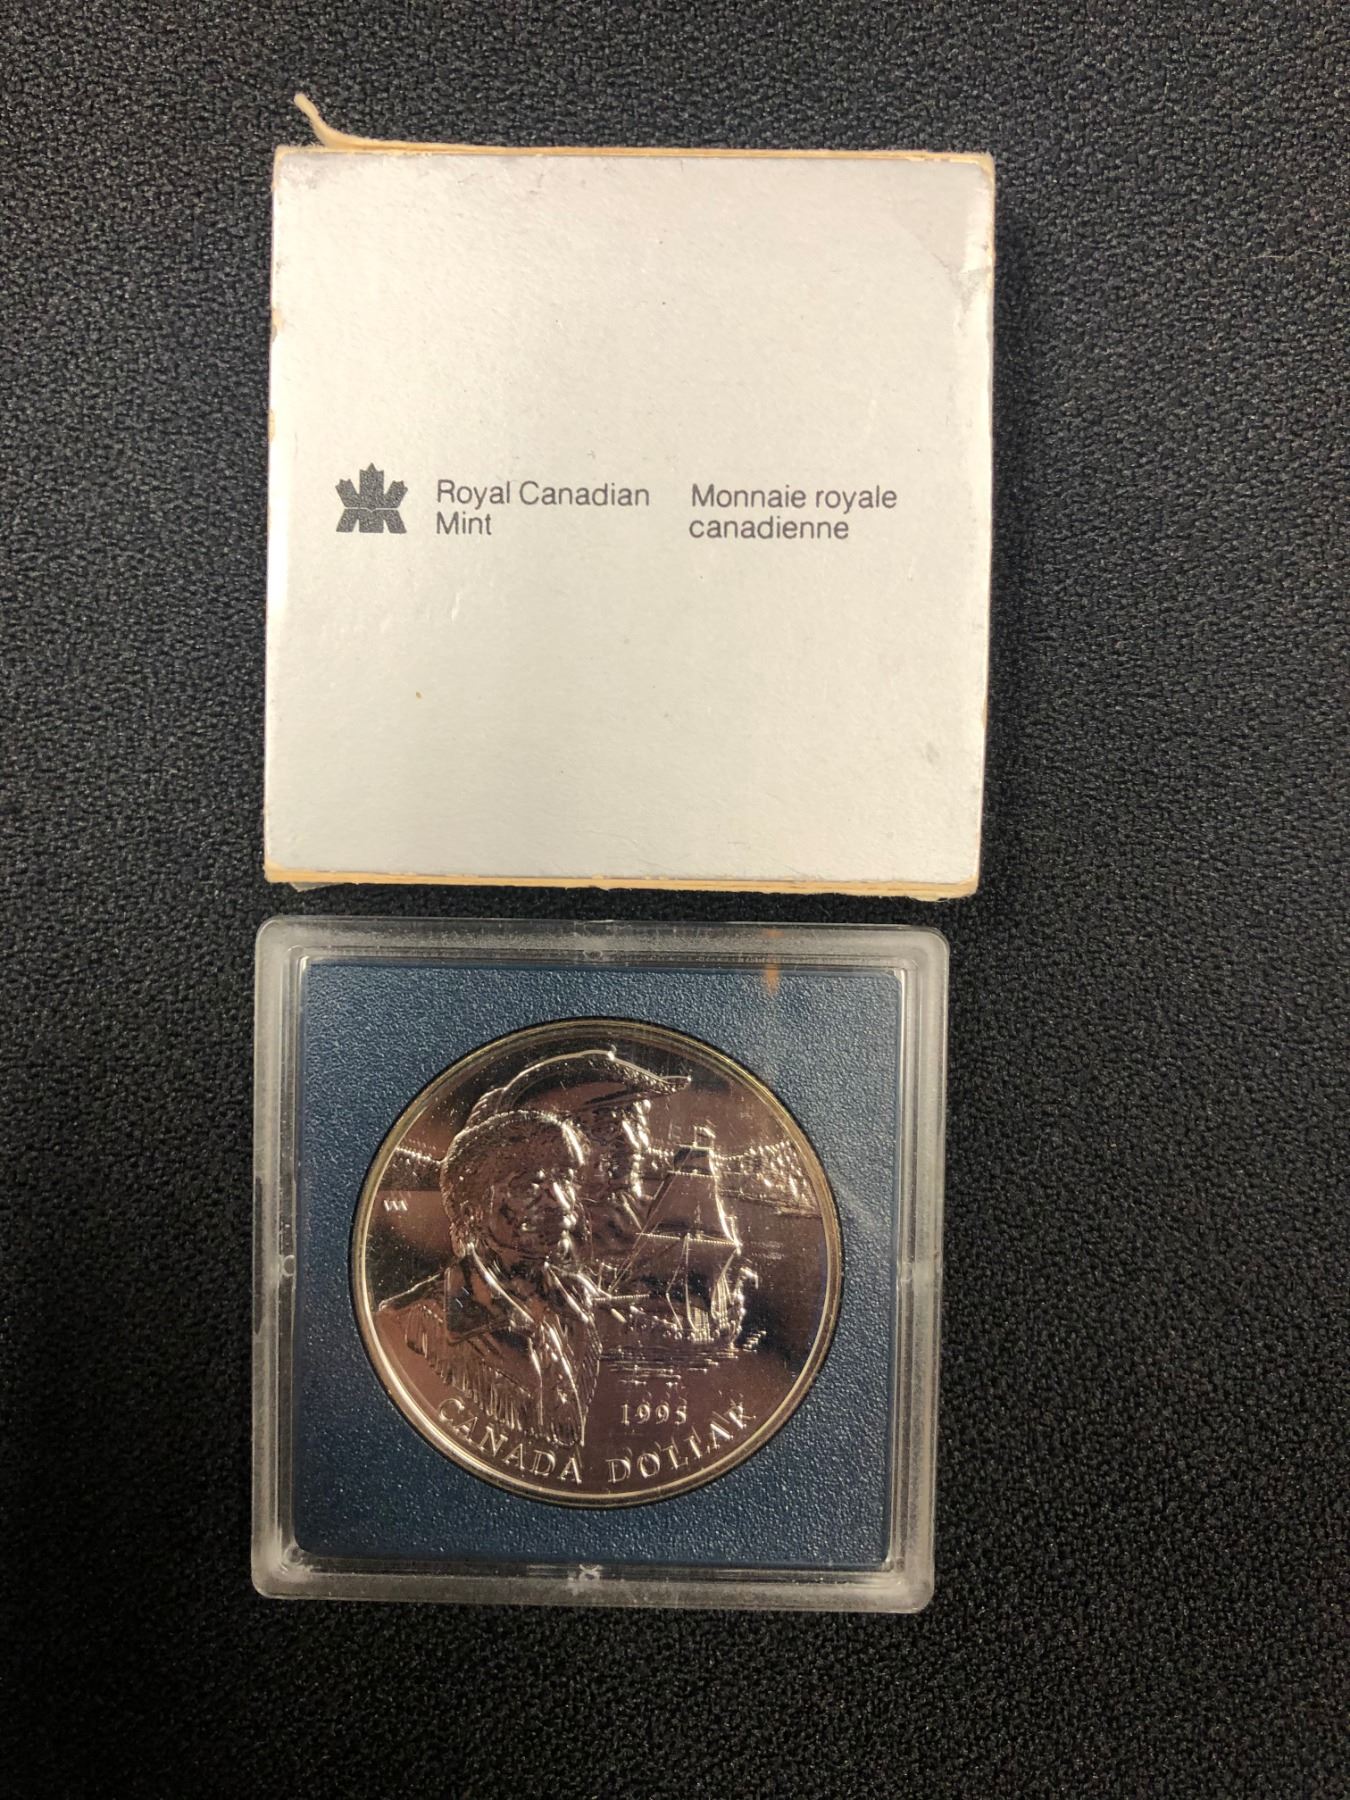 Royal Canadian
Mint
Monnaie royale
canadienne
1995
CANADA DOLLAR